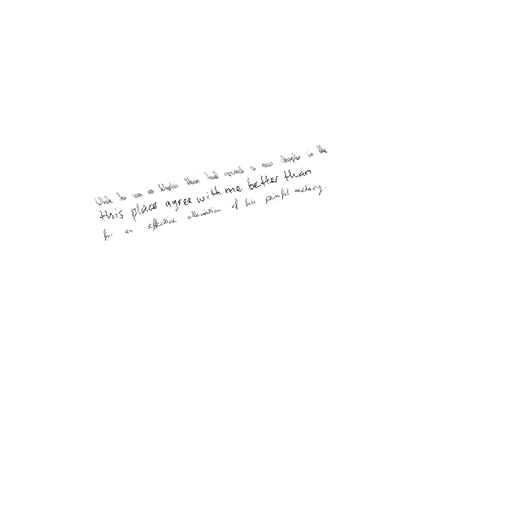 While he was in Wexford there had opened a new chapter in the
this place agree with me better than
for an effective alleviation of his painful malady.